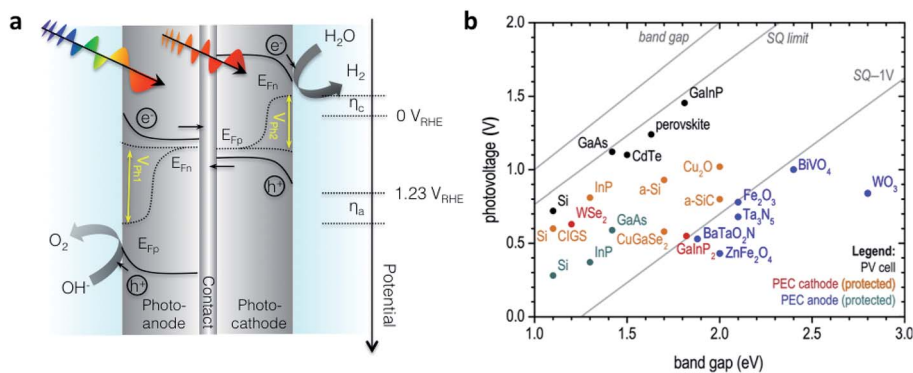 a
e-
H2O
H2
EFn
ηc
0 VRHE
VPh2
e-
EFp
EFn
VPh1
h+
1.23 VRHE
ηa
O2
EFp
OH-
h+
Photo-
anode
Contact
Photo-
cathode
Potential
b
photovoltage (V)
2.0
1.5
1.0
0.5
0.0
band gap
SQ limit
SQ–1V
GaInP
perovskite
GaAs
CdTe
Cu2O
BiVO4
InP
a-Si
WO3
Si
WSe2
a-SiC
Fe2O3
GaAs
Ta3N5
Si
CIGS
CuGaSe2
BaTaO2N
InP
GaInP2
ZnFe2O4
Si
Legend:
PV cell
PEC cathode (protected)
PEC anode (protected)
1.0 1.5 2.0 2.5 3.0
band gap (eV)